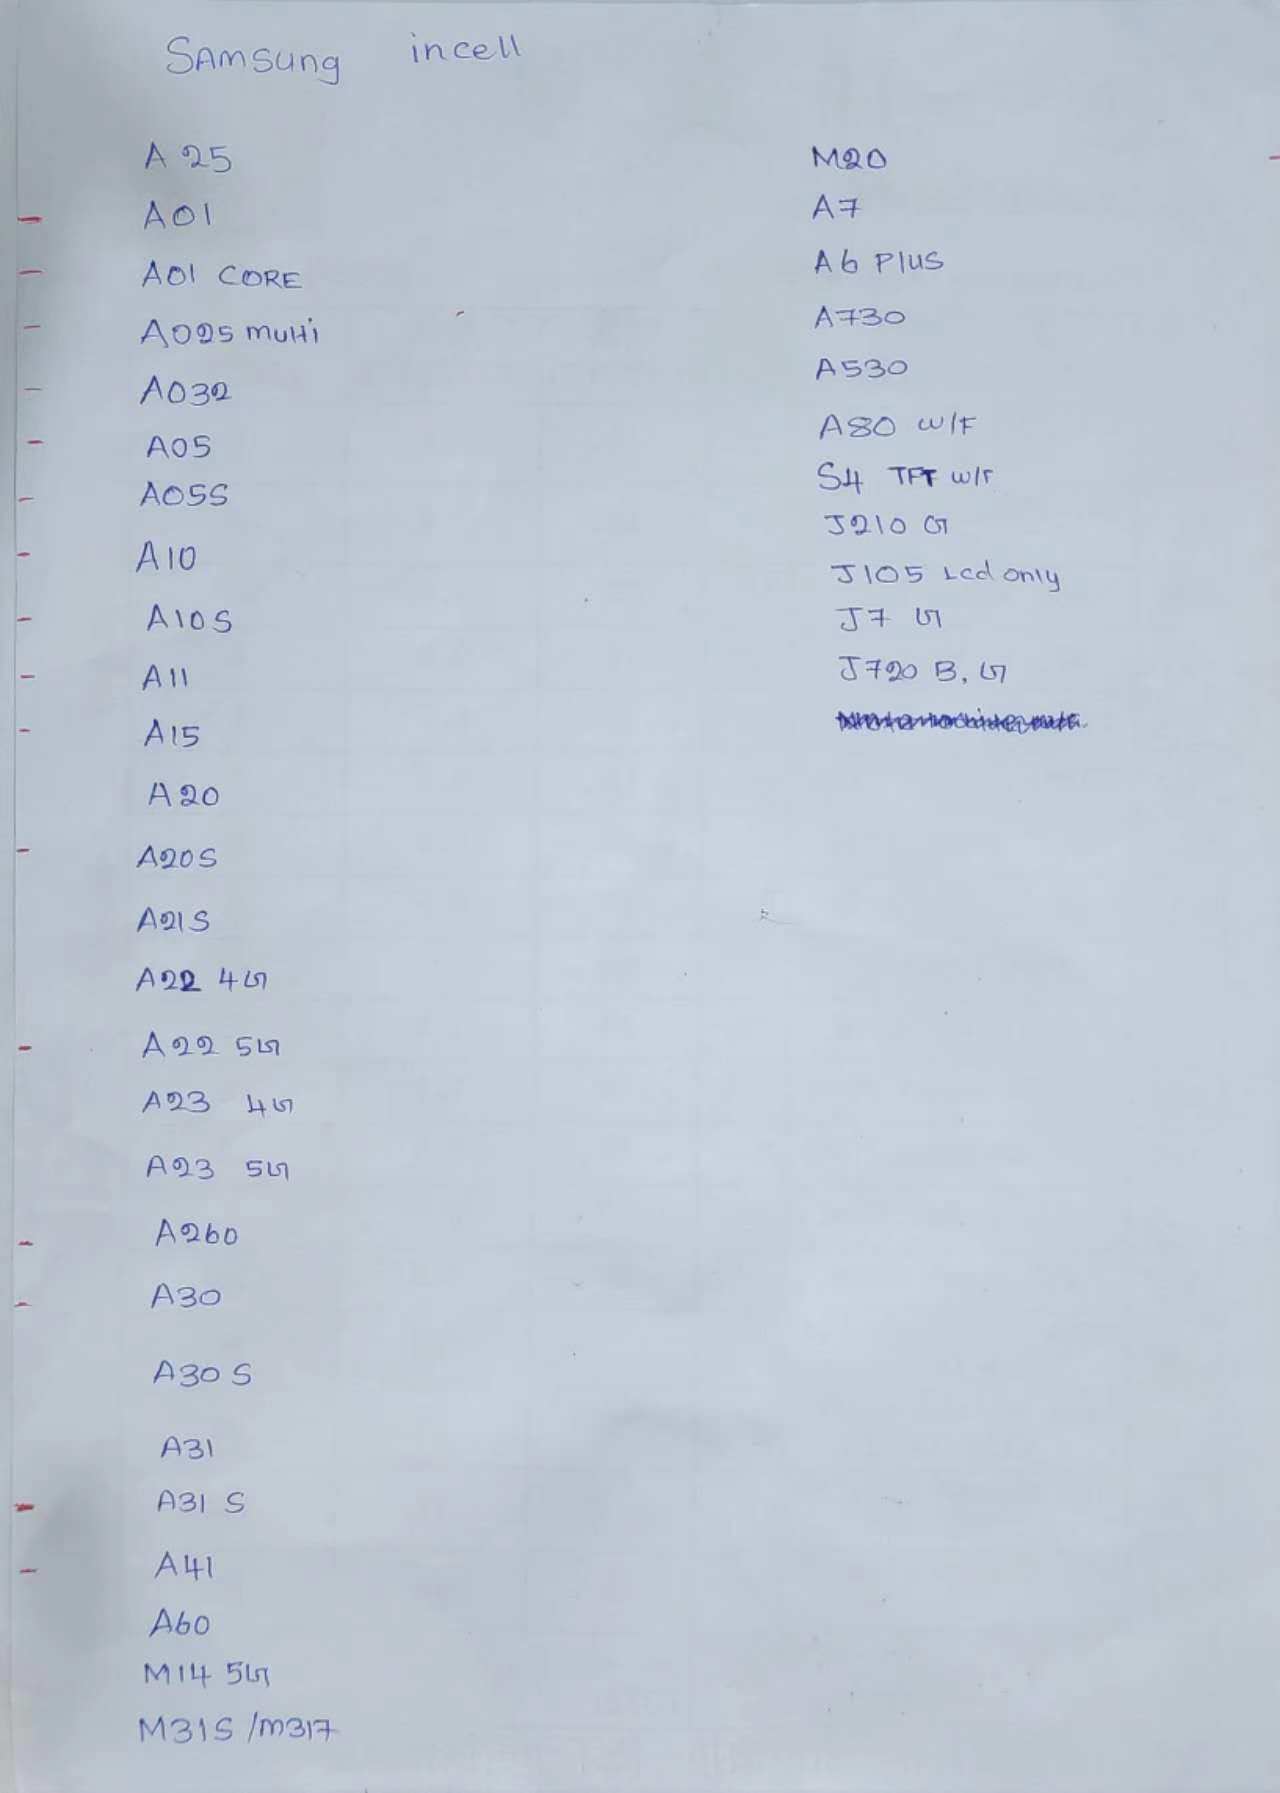 Samsung incell
A 25
A01
A01 CORE
A025 multi
A032
A05
A05S
A10
A10S
A11
A15
A20
A20S
A21S
A22 4G
A22 5G
A23 4G
A23 5G
A260
A30
A30 S
A31
A31 S
A41
A60
M14 5G
M31S /M317
M20
A7
A6 Plus
A730
A530
A80 W/F
S4 TFT W/F
J210 G
J105 Lcd only
J7 G
J720 B, G